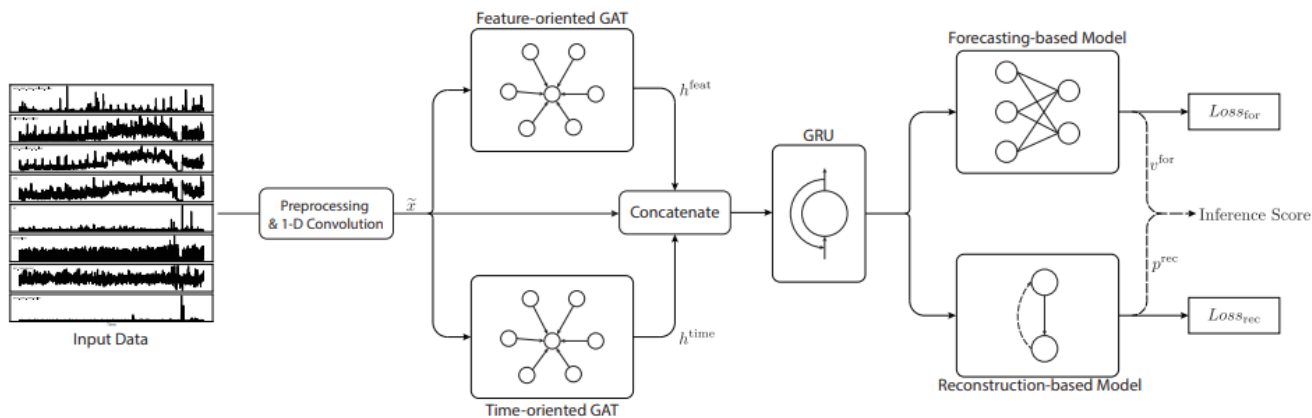 Feature-oriented GAT
Forecasting-based Model
h^feat
Loss_for
GRU
v^for
Preprocessing
& 1-D Convolution
x̃
Concatenate
Inference Score
p^rec
h^time
Loss_rec
Input Data
Time-oriented GAT
Reconstruction-based Model